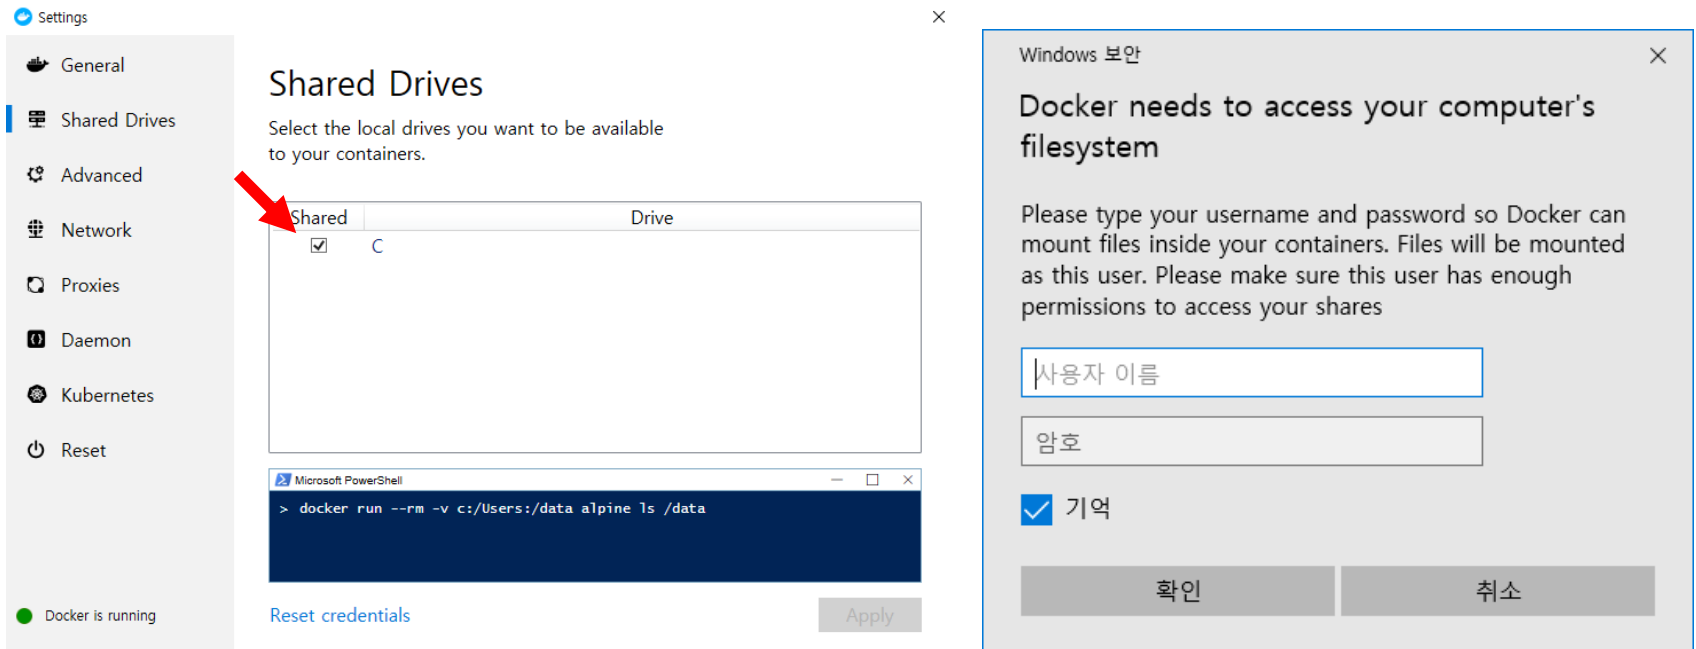 Settings
General
Shared Drives
Advanced
Network
Proxies
Daemon
Kubernetes
Reset
Docker is running
Shared Drives
Select the local drives you want to be available
to your containers.
Shared Drive
C
Microsoft PowerShell
> docker run --rm -v c:/Users:/data alpine ls /data
Reset credentials
Apply
Windows 보안
Docker needs to access your computer's
filesystem
Please type your username and password so Docker can
mount files inside your containers. Files will be mounted
as this user. Please make sure this user has enough
permissions to access your shares
사용자 이름
암호
기억
확인
취소